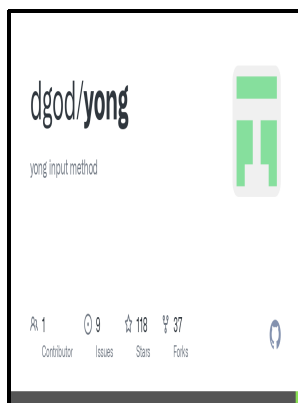 dgod/yong
yong input method
1 9 118 37
Contributor Issues Stars Forks